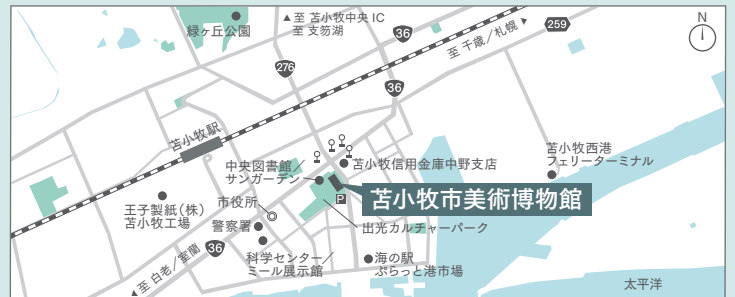 緑ヶ丘公園
▲至 苫小牧中央 IC
至 支笏湖
36
至 千歳／札幌▶
259
N
276
36
苫小牧駅
中央図書館／
サンガーデン
苫小牧信用金庫中野支店
苫小牧西港
フェリーターミナル
苫小牧市美術博物館
王子製紙（株）
苫小牧工場
市役所
P
警察署
出光カルチャーパーク
36
◀至 白老／室蘭
科学センター／
ミール展示館
海の駅
ぷらっと港市場
太平洋